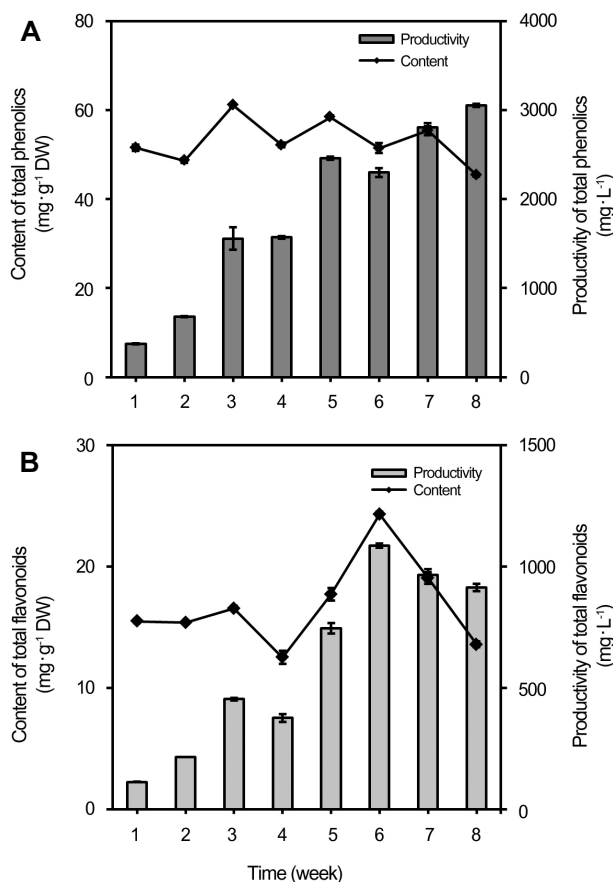 A
Content of total phenolics
(mg·g⁻¹ DW)
80
60
40
20
0
Productivity
Content
4000
3000
2000
1000
0
Productivity of total phenolics
(mg·L⁻¹)
1 2 3 4 5 6 7 8
B
Content of total flavonoids
(mg·g⁻¹ DW)
30
20
10
0
Productivity
Content
1500
1000
500
0
Productivity of total flavonoids
(mg·L⁻¹)
1 2 3 4 5 6 7 8
Time (week)